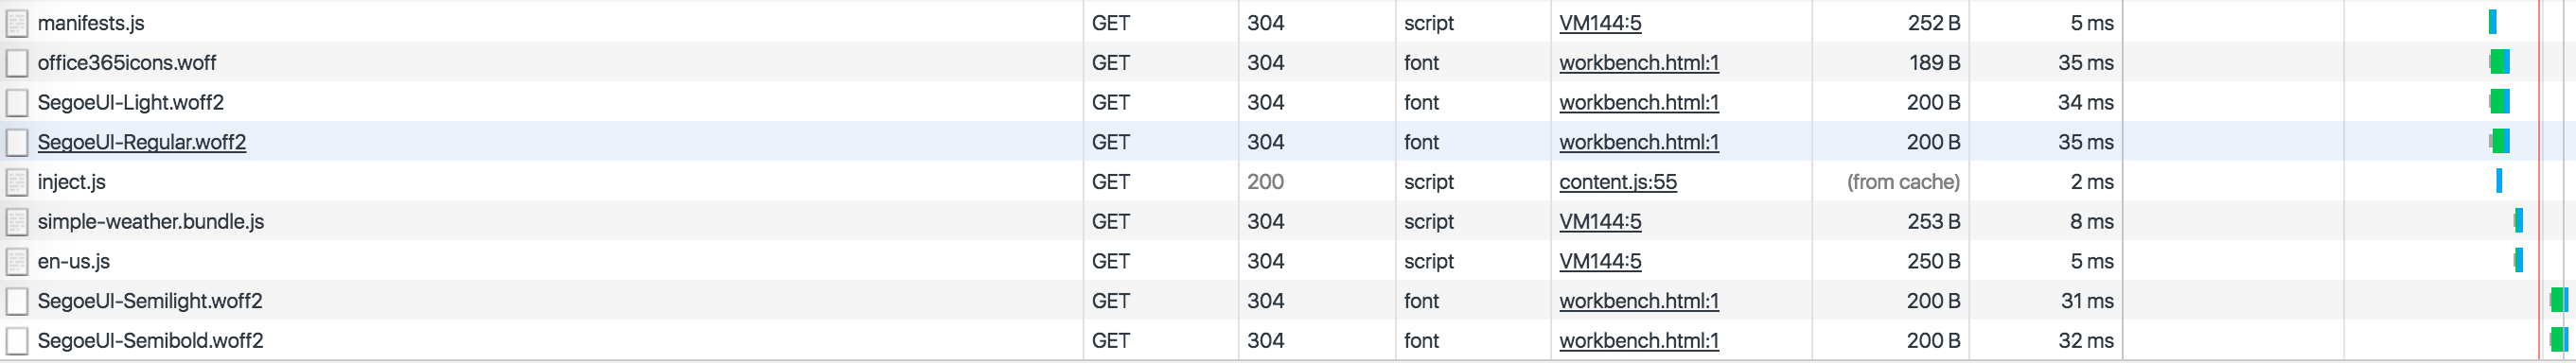 manifests.js GET 304 script VM144:5 252 B 5 ms
office365icons.woff GET 304 font workbench.html:1 189 B 35 ms
SegoeUI-Light.woff2 GET 304 font workbench.html:1 200 B 34 ms
SegoeUI-Regular.woff2 GET 304 font workbench.html:1 200 B 35 ms
inject.js GET 200 script content.js:55 (from cache) 2 ms
simple-weather.bundle.js GET 304 script VM144:5 253 B 8 ms
en-us.js GET 304 script VM144:5 250 B 5 ms
SegoeUI-Semilight.woff2 GET 304 font workbench.html:1 200 B 31 ms
SegoeUI-Semibold.woff2 GET 304 font workbench.html:1 200 B 32 ms